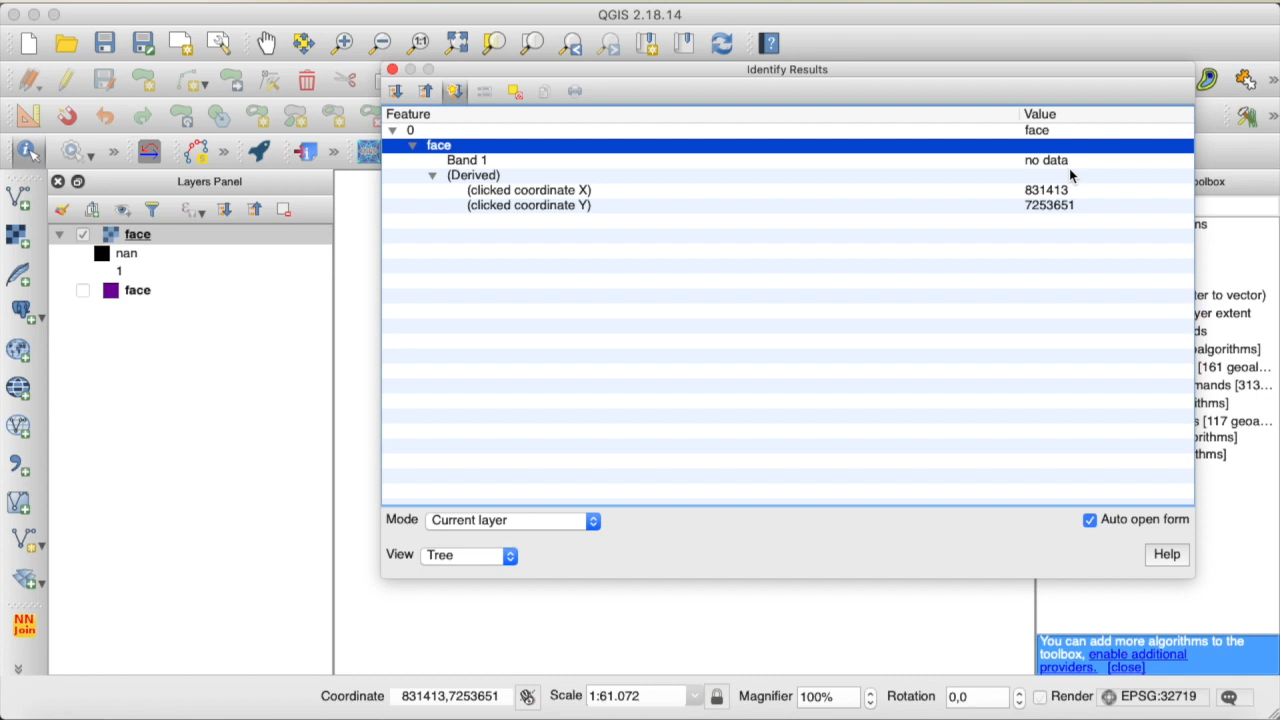 QGIS 2.18.14
Identify Results
Feature Value
0 face
face
Band 1 no data
(Derived)
(clicked coordinate X) 831413
(clicked coordinate Y) 7253651
Mode Current layer
Auto open form
View Tree
Help
Layers Panel
face
nan
1
face
NN
Join
olbox
ns
ter to vector)
yer extent
ds
algorithms]
[161 geoal...
mands [313...
ithms]
s [117 geoa...
orithms]
thms]
You can add more algorithms to the
toolbox, enable additional
providers. [close]
Coordinate 831413,7253651 Scale 1:61.072 Magnifier 100% Rotation 0,0 Render EPSG:32719